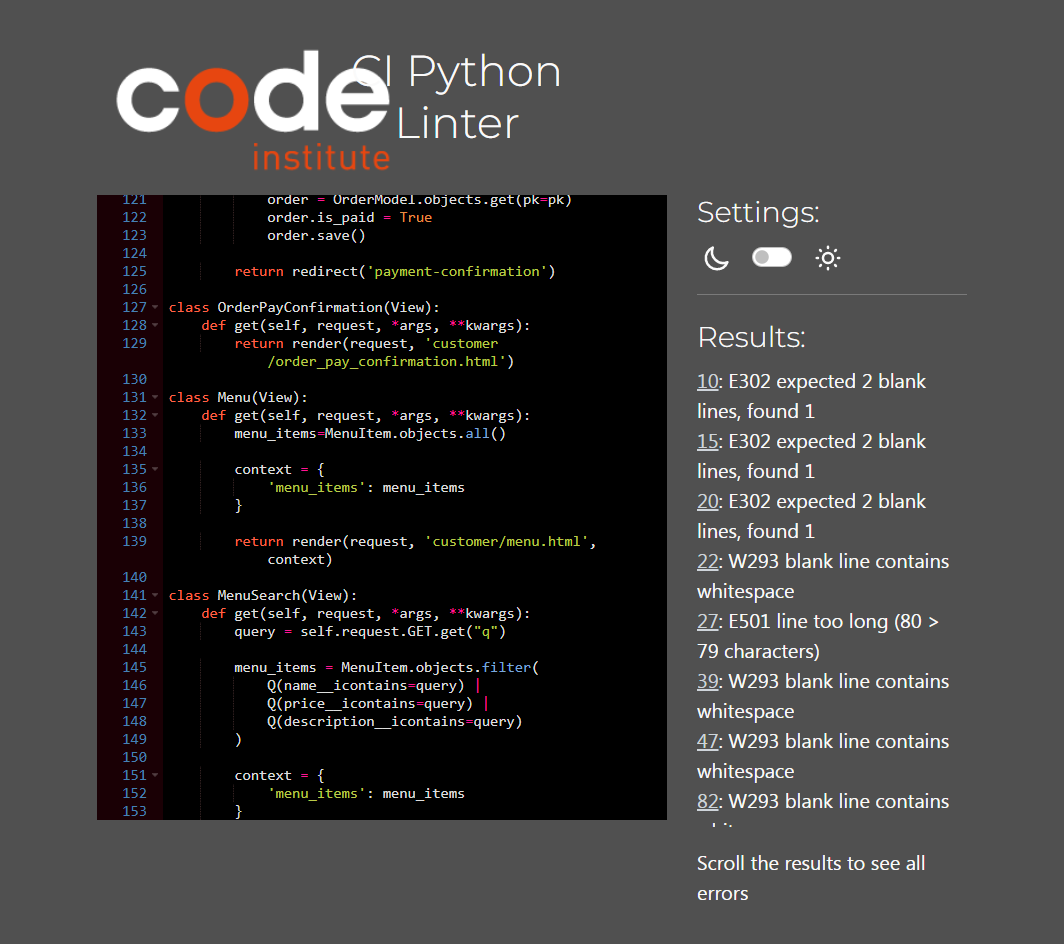 code
institute
CI Python
Linter
121 order = OrderModel.objects.get(pk=pk)
122 order.is_paid = True
123 order.save()
124
125 return redirect('payment-confirmation')
126
127 class OrderPayConfirmation(View):
128 def get(self, request, *args, **kwargs):
129 return render(request, 'customer
/order_pay_confirmation.html')
130
131 class Menu(View):
132 def get(self, request, *args, **kwargs):
133 menu_items=MenuItem.objects.all()
134
135 context = {
136 'menu_items': menu_items
137 }
138
139 return render(request, 'customer/menu.html',
context)
140
141 class MenuSearch(View):
142 def get(self, request, *args, **kwargs):
143 query = self.request.GET.get("q")
144
145 menu_items = MenuItem.objects.filter(
146 Q(name__icontains=query) |
147 Q(price__icontains=query) |
148 Q(description__icontains=query)
149 )
150
151 context = {
152 'menu_items': menu_items
153 }
Settings:
Results:
10: E302 expected 2 blank
lines, found 1
15: E302 expected 2 blank
lines, found 1
20: E302 expected 2 blank
lines, found 1
22: W293 blank line contains
whitespace
27: E501 line too long (80 >
79 characters)
39: W293 blank line contains
whitespace
47: W293 blank line contains
whitespace
82: W293 blank line contains
Scroll the results to see all
errors